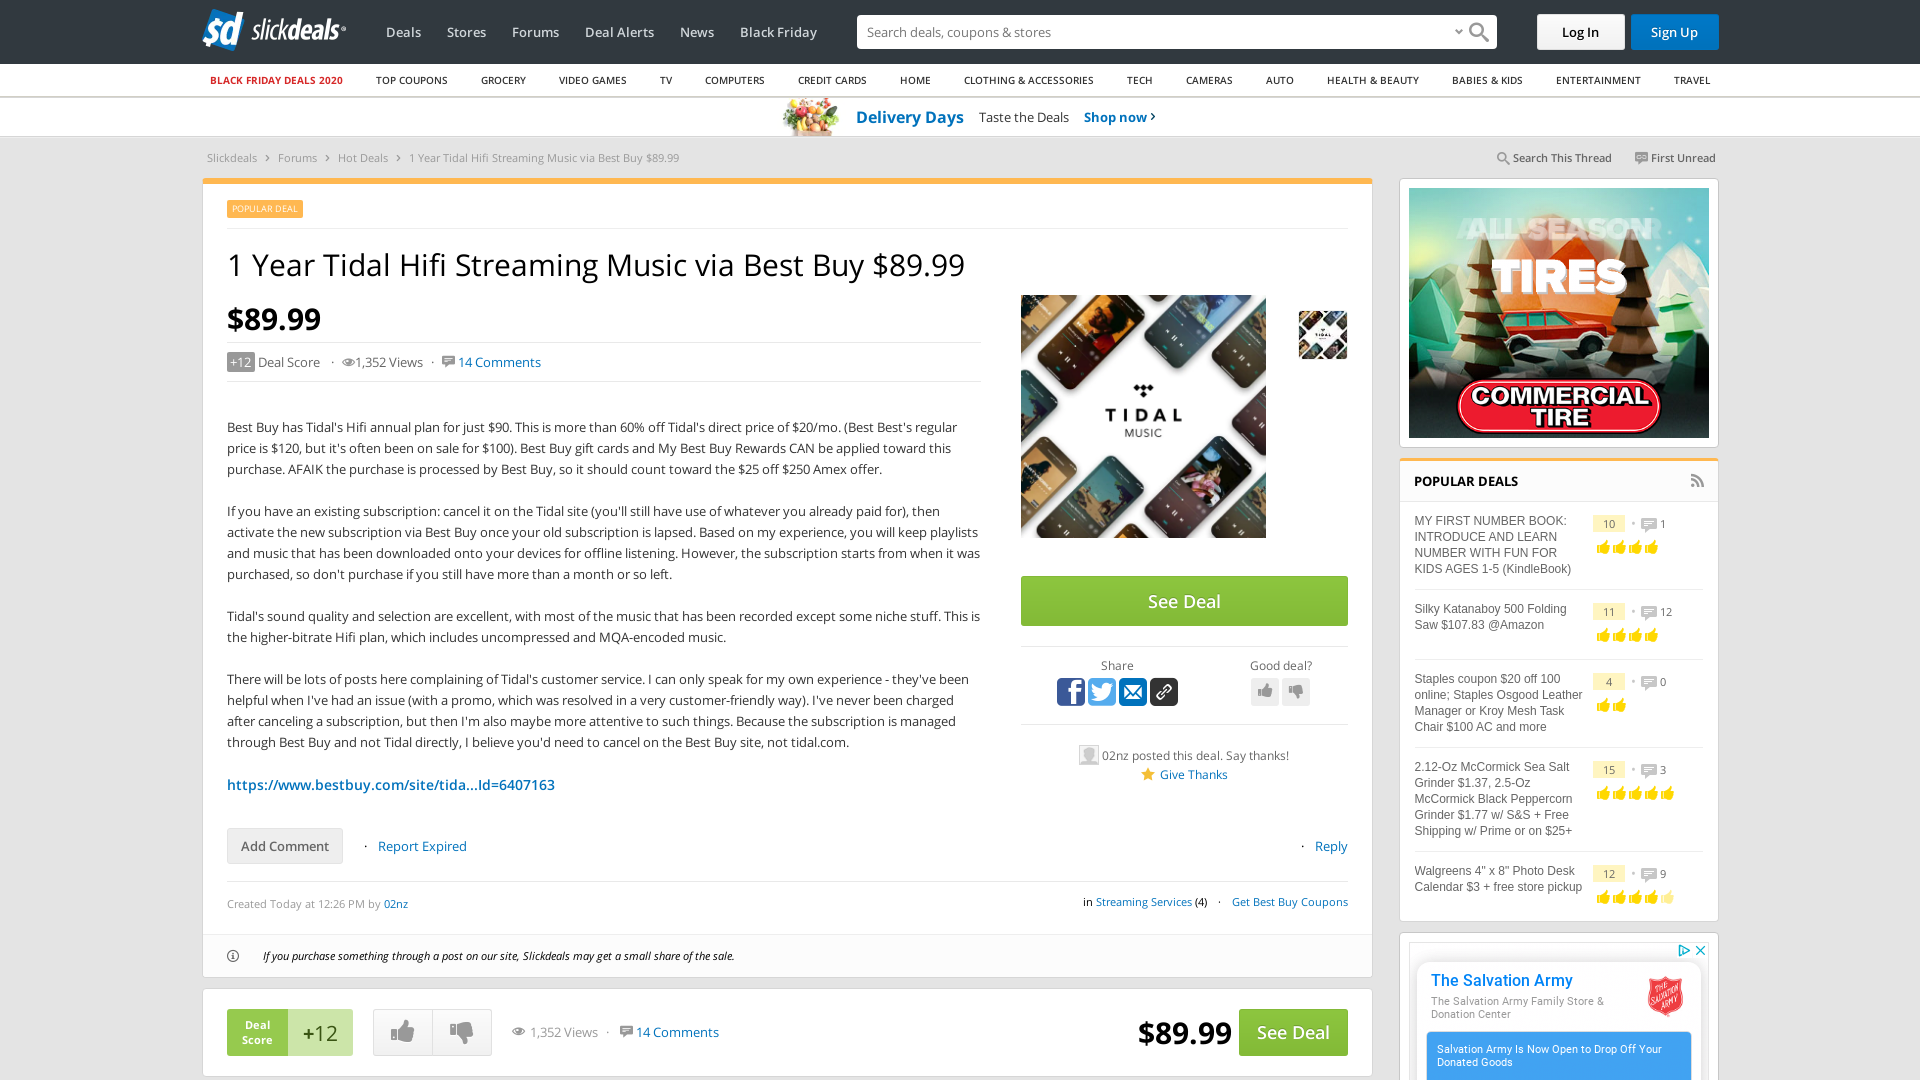 slickdeals
Deals
Stores
Forums
Deal Alerts
News
Black Friday
Search deals, coupons & stores
Log In
Sign Up
BLACK FRIDAY DEALS 2020
TOP COUPONS
GROCERY
VIDEO GAMES
TV
COMPUTERS
CREDIT CARDS
HOME
CLOTHING & ACCESSORIES
TECH
CAMERAS
AUTO
HEALTH & BEAUTY
BABIES & KIDS
ENTERTAINMENT
TRAVEL
Delivery Days Taste the Deals Shop now
Slickdeals › Forums › Hot Deals › 1 Year Tidal Hifi Streaming Music via Best Buy $89.99
Search This Thread
First Unread
POPULAR DEAL
1 Year Tidal Hifi Streaming Music via Best Buy $89.99
$89.99
+12 Deal Score · 1,352 Views · 14 Comments
Best Buy has Tidal's Hifi annual plan for just $90. This is more than 60% off Tidal's direct price of $20/mo. (Best Best's regular
price is $120, but it's often been on sale for $100). Best Buy gift cards and My Best Buy Rewards CAN be applied toward this
purchase. AFAIK the purchase is processed by Best Buy, so it should count toward the $25 off $250 Amex offer.
If you have an existing subscription: cancel it on the Tidal site (you'll still have use of whatever you already paid for), then
activate the new subscription via Best Buy once your old subscription is lapsed. Based on my experience, you will keep playlists
and music that has been downloaded onto your devices for offline listening. However, the subscription starts from when it was
purchased, so don't purchase if you still have more than a month or so left.
Tidal's sound quality and selection are excellent, with most of the music that has been recorded except some niche stuff. This is
the higher-bitrate Hifi plan, which includes uncompressed and MQA-encoded music.
There will be lots of posts here complaining of Tidal's customer service. I can only speak for my own experience - they've been
helpful when I've had an issue (with a promo, which was resolved in a very customer-friendly way). I've never been charged
after canceling a subscription, but then I'm also maybe more attentive to such things. Because the subscription is managed
through Best Buy and not Tidal directly, I believe you'd need to cancel on the Best Buy site, not tidal.com.
https://www.bestbuy.com/site/tida...Id=6407163
Add Comment
· Report Expired
· Reply
Created Today at 12:26 PM by 02nz
in Streaming Services (4) · Get Best Buy Coupons
If you purchase something through a post on our site, Slickdeals may get a small share of the sale.
TIDAL
MUSIC
TIDAL
See Deal
Share
Good deal?
02nz posted this deal. Say thanks!
Give Thanks
Deal
Score
+12
1,352 Views · 14 Comments
$89.99
See Deal
ALL SEASON
TIRES
COMMERCIAL
TIRE
POPULAR DEALS
MY FIRST NUMBER BOOK:
INTRODUCE AND LEARN
NUMBER WITH FUN FOR
KIDS AGES 1-5 (KindleBook)
10 • 1
Silky Katanaboy 500 Folding
Saw $107.83 @Amazon
11 • 12
Staples coupon $20 off 100
online; Staples Osgood Leather
Manager or Kroy Mesh Task
Chair $100 AC and more
4 • 0
2.12-Oz McCormick Sea Salt
Grinder $1.37, 2.5-Oz
McCormick Black Peppercorn
Grinder $1.77 w/ S&S + Free
Shipping w/ Prime or on $25+
15 • 3
Walgreens 4" x 8" Photo Desk
Calendar $3 + free store pickup
12 • 9
The Salvation Army
The Salvation Army Family Store &
Donation Center
THE
SALVATION
ARMY
Salvation Army Is Now Open to Drop Off Your
Donated Goods